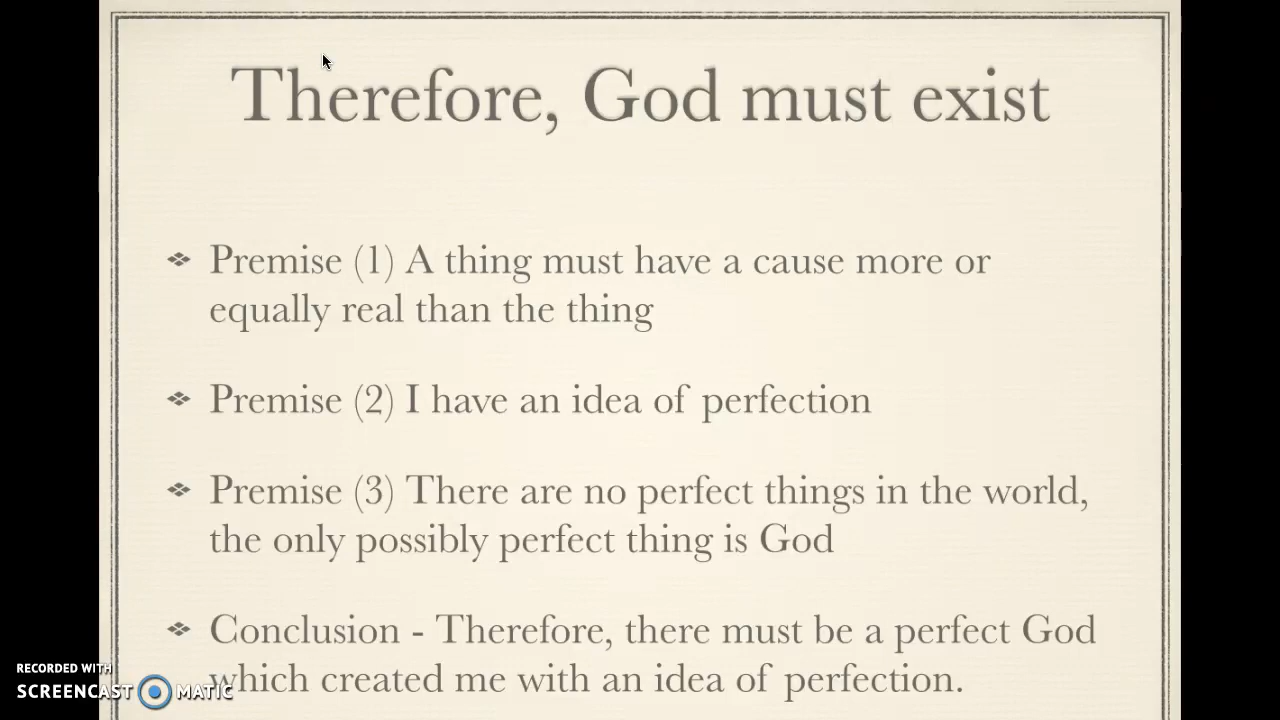 Therefore, God must exist
Premise (1) A thing must have a cause more or
equally real than the thing
Premise (2) I have an idea of perfection
Premise (3) There are no perfect things in the world,
the only possibly perfect thing is God
Conclusion - Therefore, there must be a perfect God
which created me with an idea of perfection.
RECORDED WITH
SCREENCAST MATIC